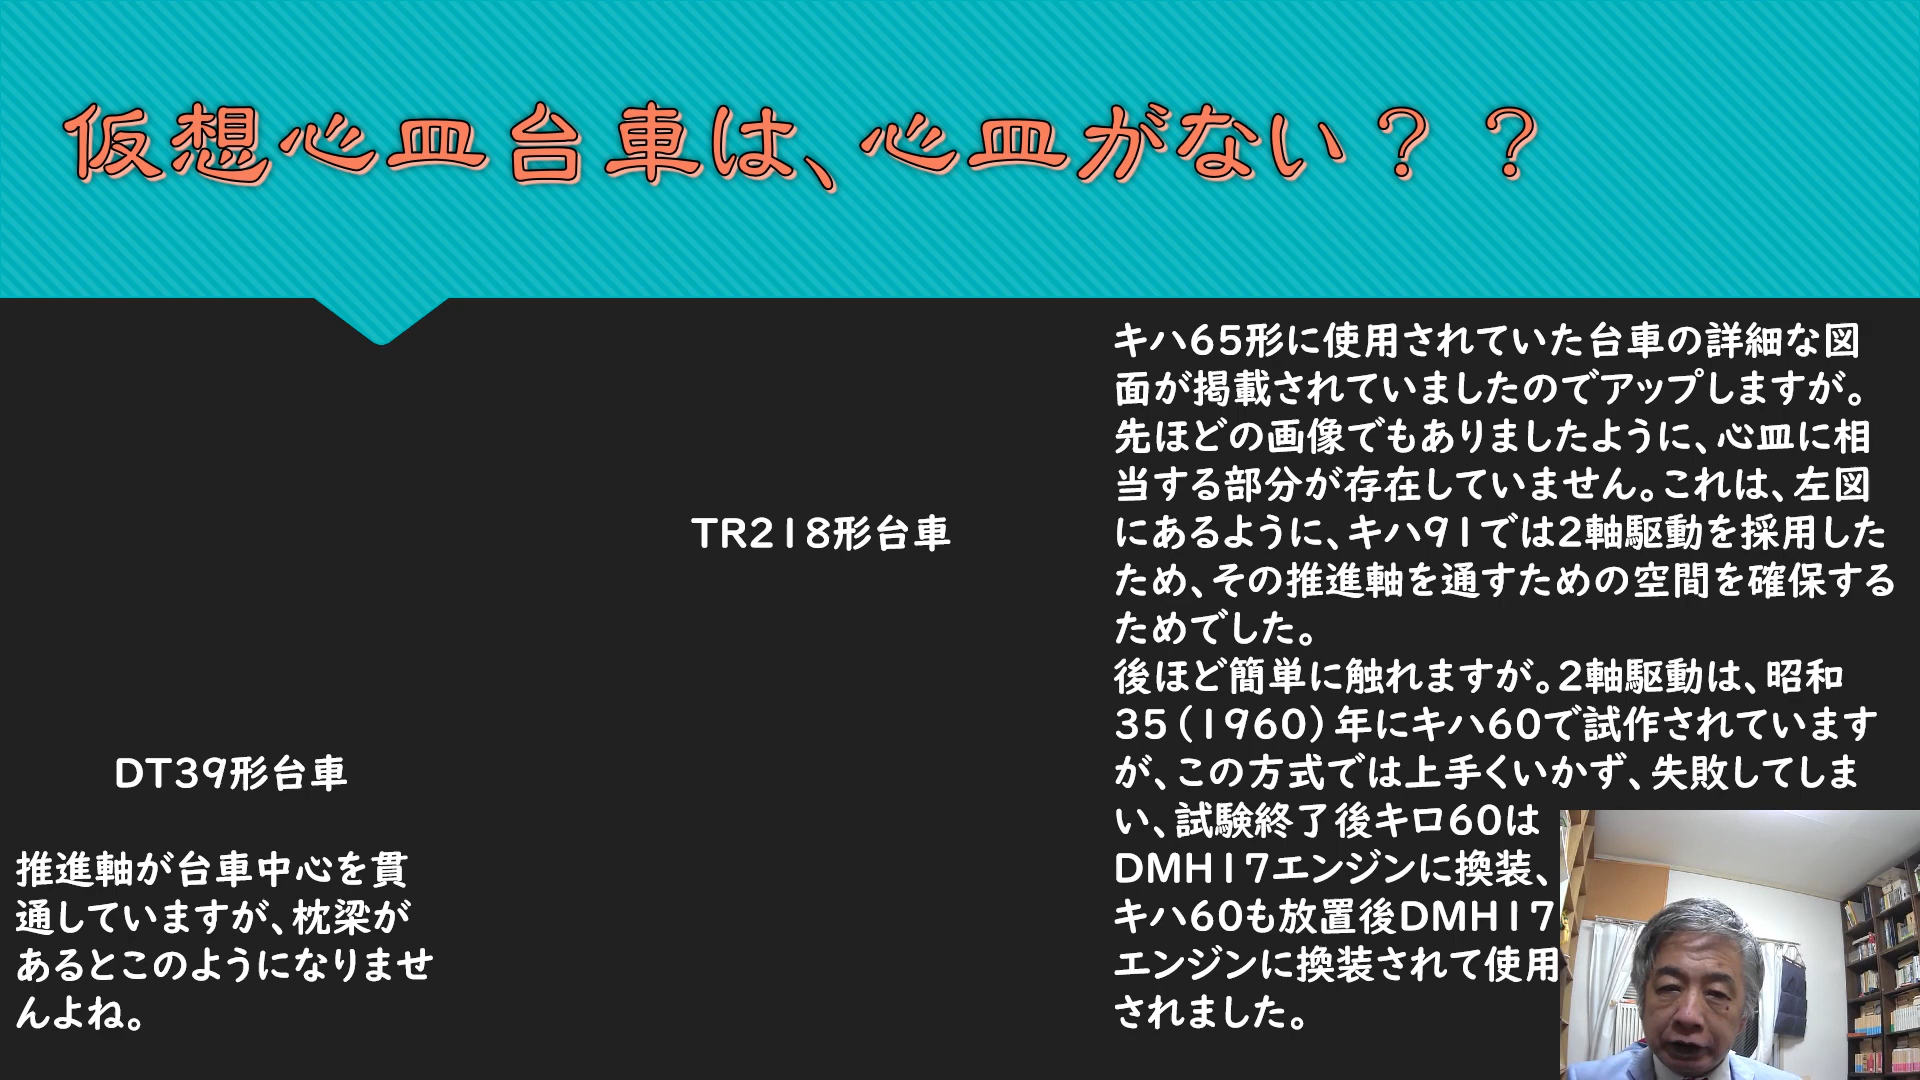 仮想心皿台車は、心皿がない？？
TR218形台車
DT39形台車
推進軸が台車中心を貫
通していますが、枕梁が
あるとこのようになりませ
んよね。
キハ65形に使用されていた台車の詳細な図
面が掲載されていましたのでアップしますが。
先ほどの画像でもありましたように、心皿に相
当する部分が存在していません。これは、左図
にあるように、キハ91では2軸駆動を採用した
ため、その推進軸を通すための空間を確保する
ためでした。
後ほど簡単に触れますが。2軸駆動は、昭和
35（1960）年にキハ60で試作されています
が、この方式では上手くいかず、失敗してしま
い、試験終了後キロ60は
DMH17エンジンに換装、
キハ60も放置後DMH17
エンジンに換装されて使用
されました。